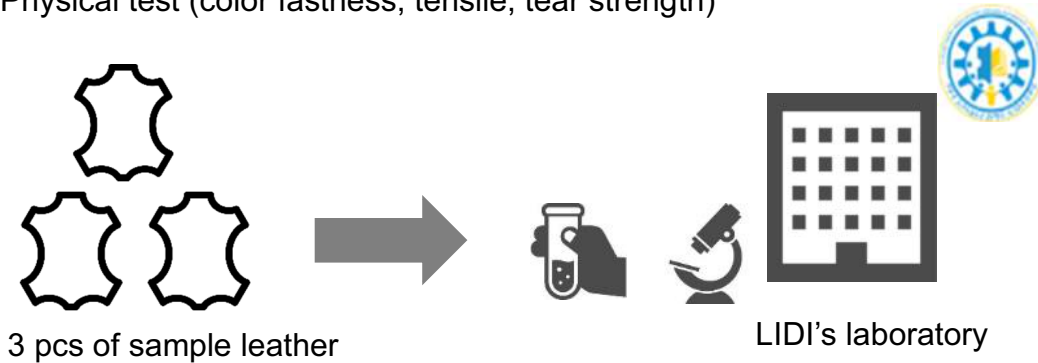 Physical test (color fastness, tensile, tear strength)
3 pcs of sample leather
LIDI's laboratory